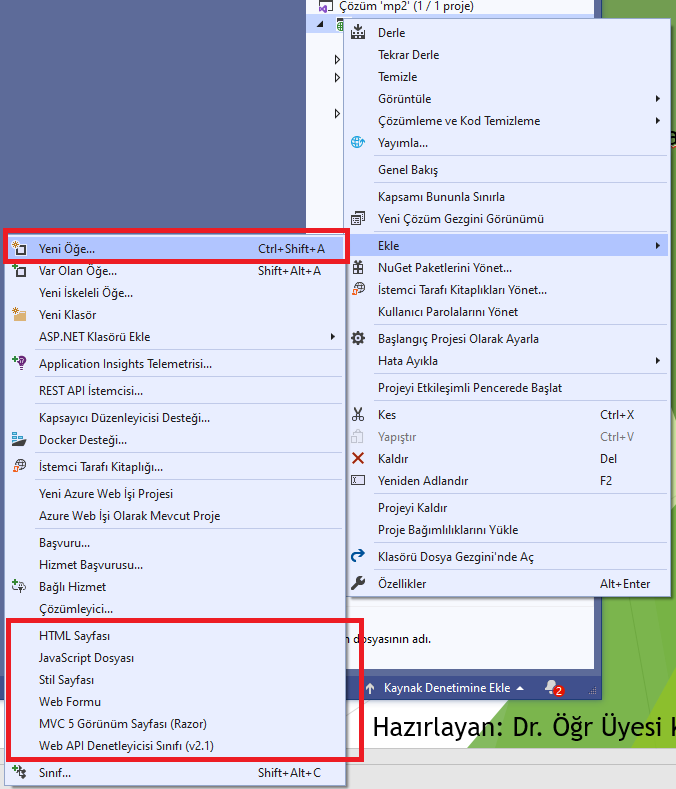 Çözüm 'mp2' (1 / 1 proje)
Derle
Tekrar Derle
Temizle
Görüntüle
Çözümleme ve Kod Temizleme
Yayımla...
Genel Bakış
Kapsamı Bununla Sınırla
Yeni Çözüm Gezgini Görünümü
Ekle
NuGet Paketlerini Yönet...
İstemci Tarafı Kitaplıkları Yönet...
Kullanıcı Parolalarını Yönet
Başlangıç Projesi Olarak Ayarla
Hata Ayıkla
Projeyi Etkileşimli Pencerede Başlat
Kes Ctrl+X
Yapıştır Ctrl+V
Kaldır Del
Yeniden Adlandır F2
Projeyi Kaldır
Proje Bağımlılıklarını Yükle
Klasörü Dosya Gezgini'nde Aç
Özellikler Alt+Enter
Yeni Öğe... Ctrl+Shift+A
Var Olan Öğe... Shift+Alt+A
Yeni İskeleli Öğe...
Yeni Klasör
ASP.NET Klasörü Ekle
Application Insights Telemetrisi...
REST API İstemcisi...
Kapsayıcı Düzenleyicisi Desteği...
Docker Desteği...
İstemci Tarafı Kitaplığı...
Yeni Azure Web İşi Projesi
Azure Web İşi Olarak Mevcut Proje
Başvuru...
Hizmet Başvurusu...
Bağlı Hizmet
Çözümleyici...
HTML Sayfası
JavaScript Dosyası
Stil Sayfası
Web Formu
MVC 5 Görünüm Sayfası (Razor)
Web API Denetleyicisi Sınıfı (v2.1)
Sınıf... Shift+Alt+C
dosyasının adı.
Kaynak Denetimine Ekle 2
Hazırlayan: Dr. Öğr Üyesi